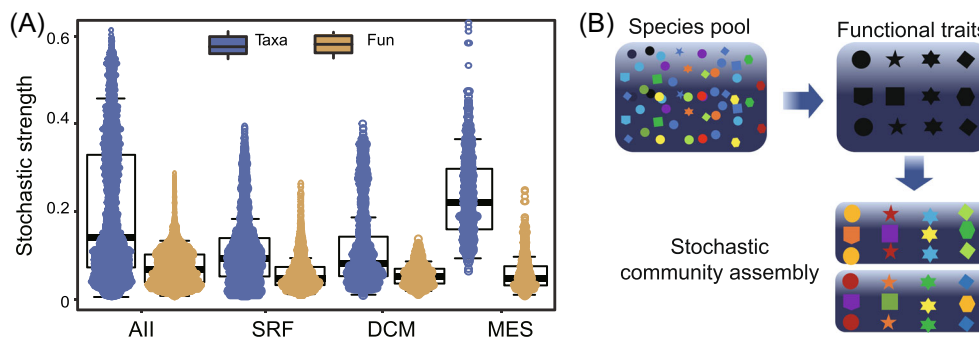 (A)
Taxa
Fun
Stochastic strength
0.6
0.4
0.2
0
All
SRF
DCM
MES
(B)
Species pool
Functional traits
Stochastic
community assembly